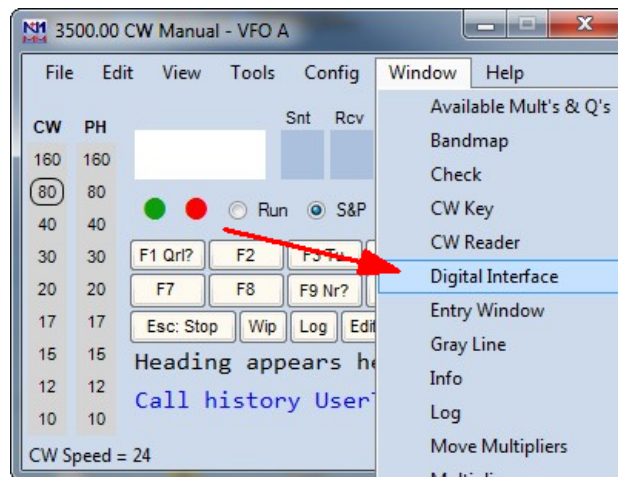 3500.00 CW Manual - VFO A
File Edit View Tools Config Window Help
Snt Rcv
CW PH
160 160
80 80
40 40
30 30
20 20
17 17
15 15
12 12
10 10
Run S&P
F1 Qrl? F2 F3 Tu
F7 F8 F9 Nr?
Esc: Stop Wip Log Edi
Heading appears he
Call history User
CW Speed = 24
Available Mult's & Q's
Bandmap
Check
CW Key
CW Reader
Digital Interface
Entry Window
Gray Line
Info
Log
Move Multipliers